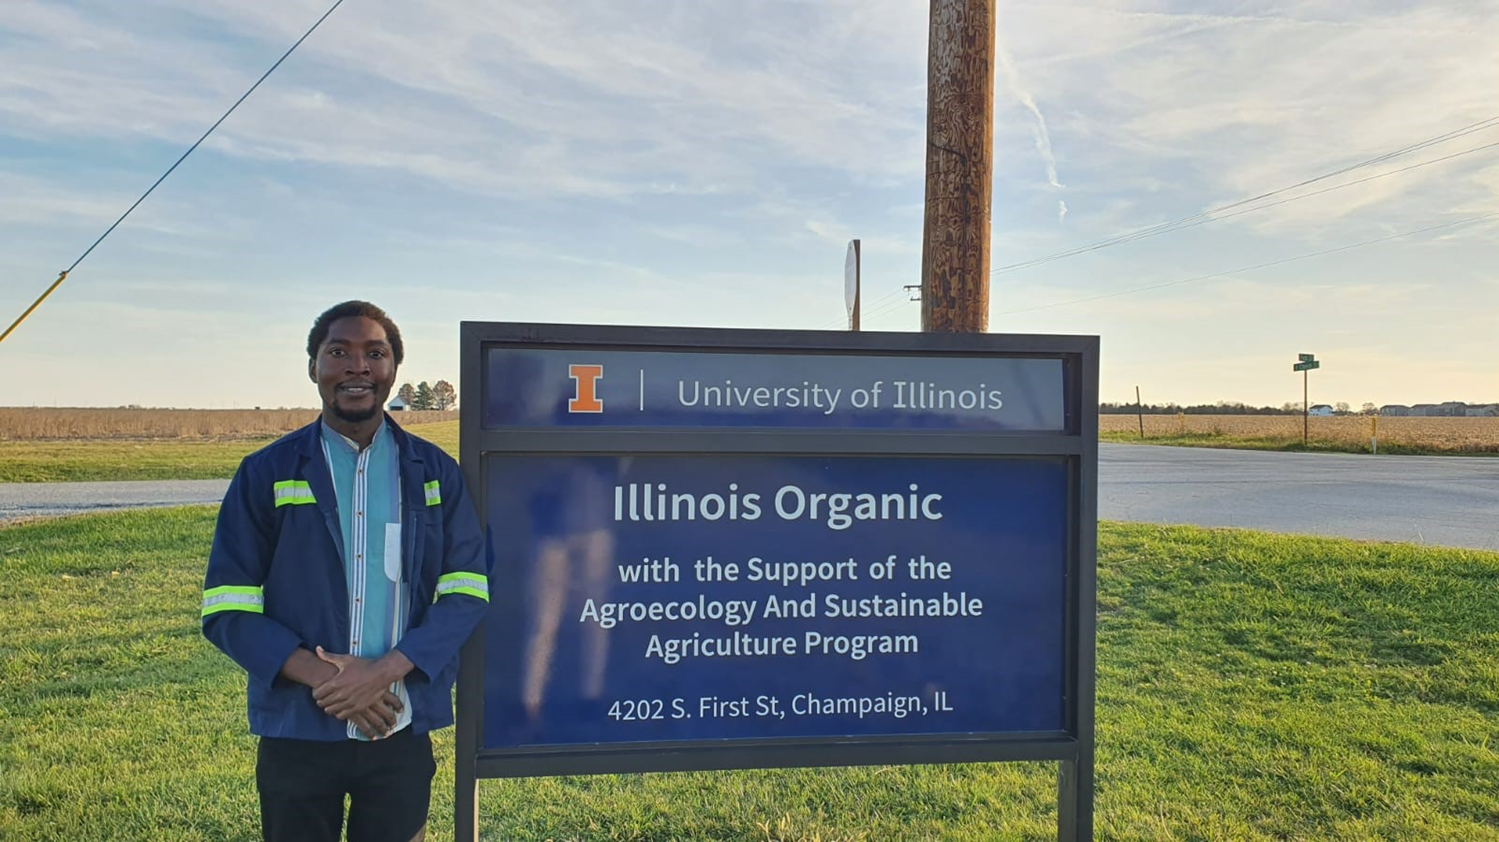 I University of Illinois
Illinois Organic
with the Support of the
Agroecology And Sustainable
Agriculture Program
4202 S. First St, Champaign, IL